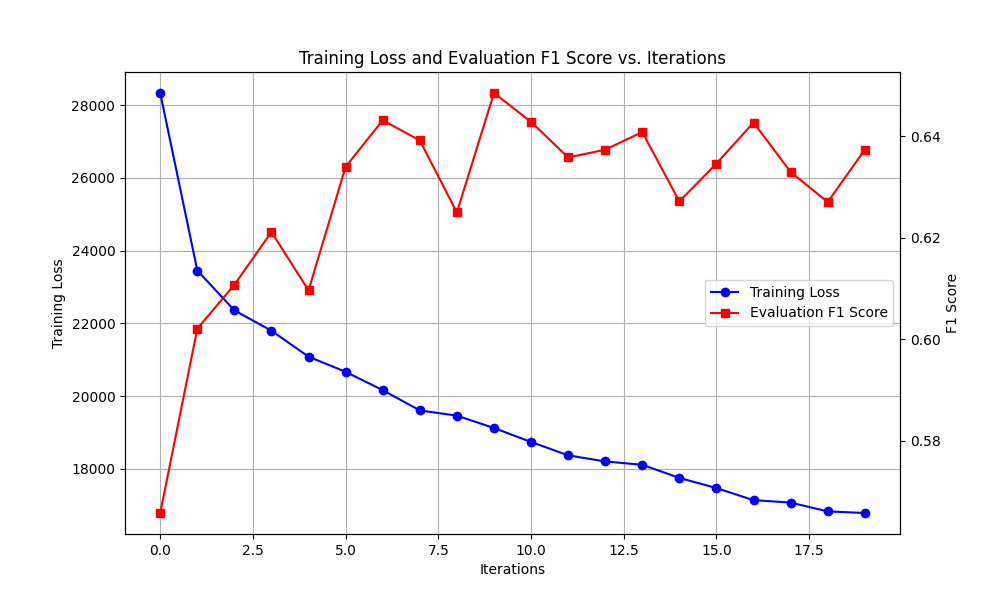 Training Loss and Evaluation F1 Score vs. Iterations
28000
26000
24000
22000
20000
18000
Training Loss
0.64
0.62
0.60
0.58
F1 Score
Training Loss
Evaluation F1 Score
0.0 2.5 5.0 7.5 10.0 12.5 15.0 17.5
Iterations